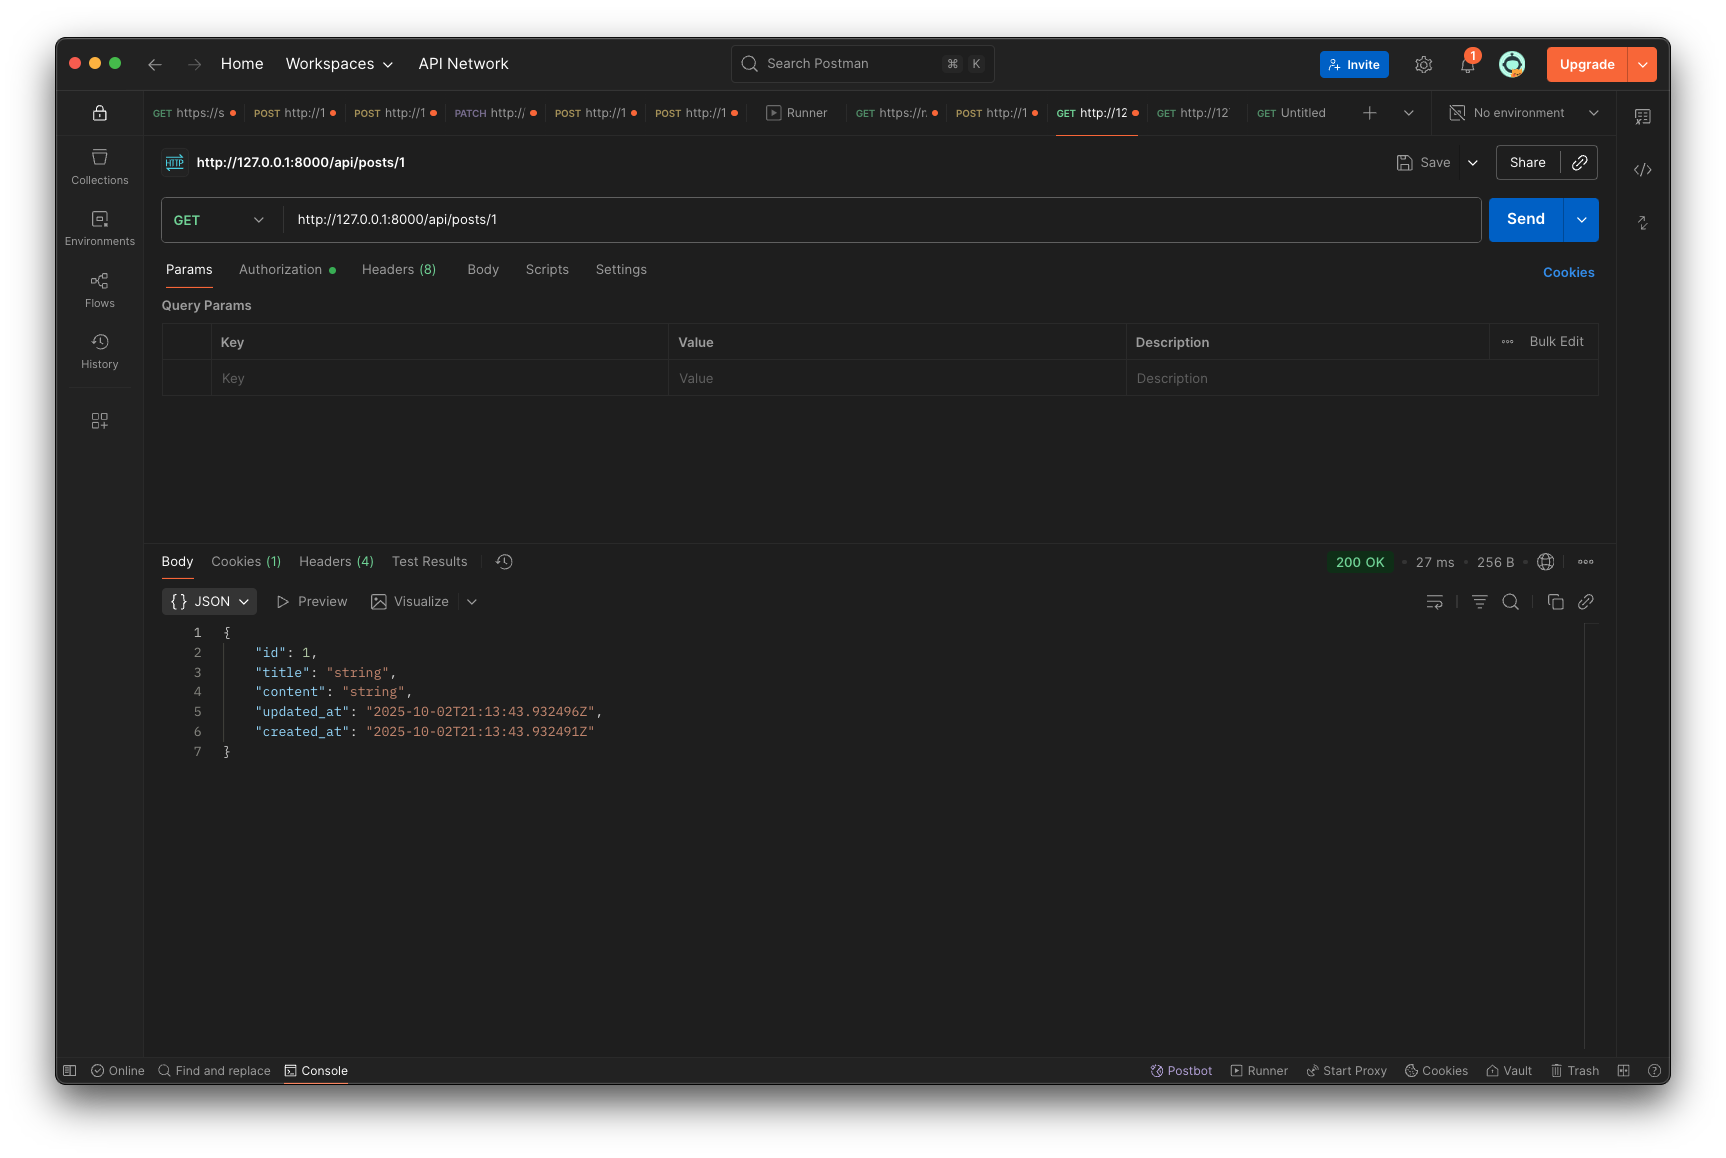 Home Workspaces API Network Search Postman ⌘ K Invite 1 Upgrade
GET https://s POST http://1 POST http://1 PATCH http:/ POST http://1 POST http://1 Runner GET https://r. POST http://1 GET http://12 GET http://12 GET Untitled No environment
HTTP http://127.0.0.1:8000/api/posts/1 Save Share
Collections
Environments
Flows
History
GET http://127.0.0.1:8000/api/posts/1 Send
Params Authorization Headers (8) Body Scripts Settings Cookies
Query Params
Key Value Description Bulk Edit
Key Value Description
Body Cookies (1) Headers (4) Test Results 200 OK 27 ms 256 B
{} JSON Preview Visualize
1 {
2 "id": 1,
3 "title": "string",
4 "content": "string",
5 "updated_at": "2025-10-02T21:13:43.932496Z",
6 "created_at": "2025-10-02T21:13:43.932491Z"
7 }
Online Find and replace Console Postbot Runner Start Proxy Cookies Vault Trash